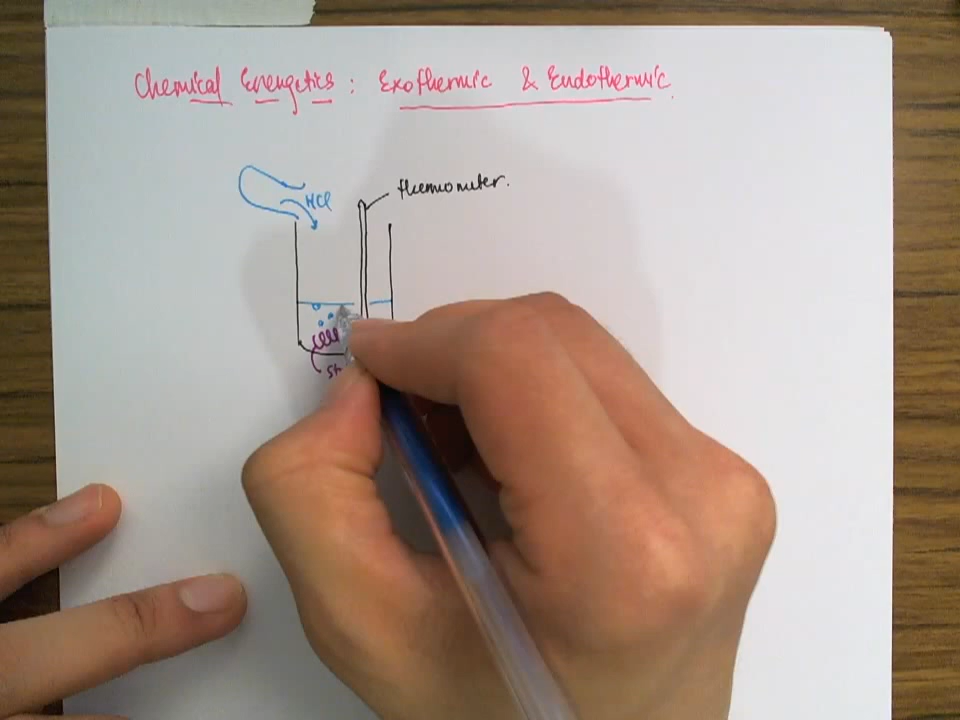 Chemical Energetics : Exothermic & Endothermic.
thermometer.
HCl